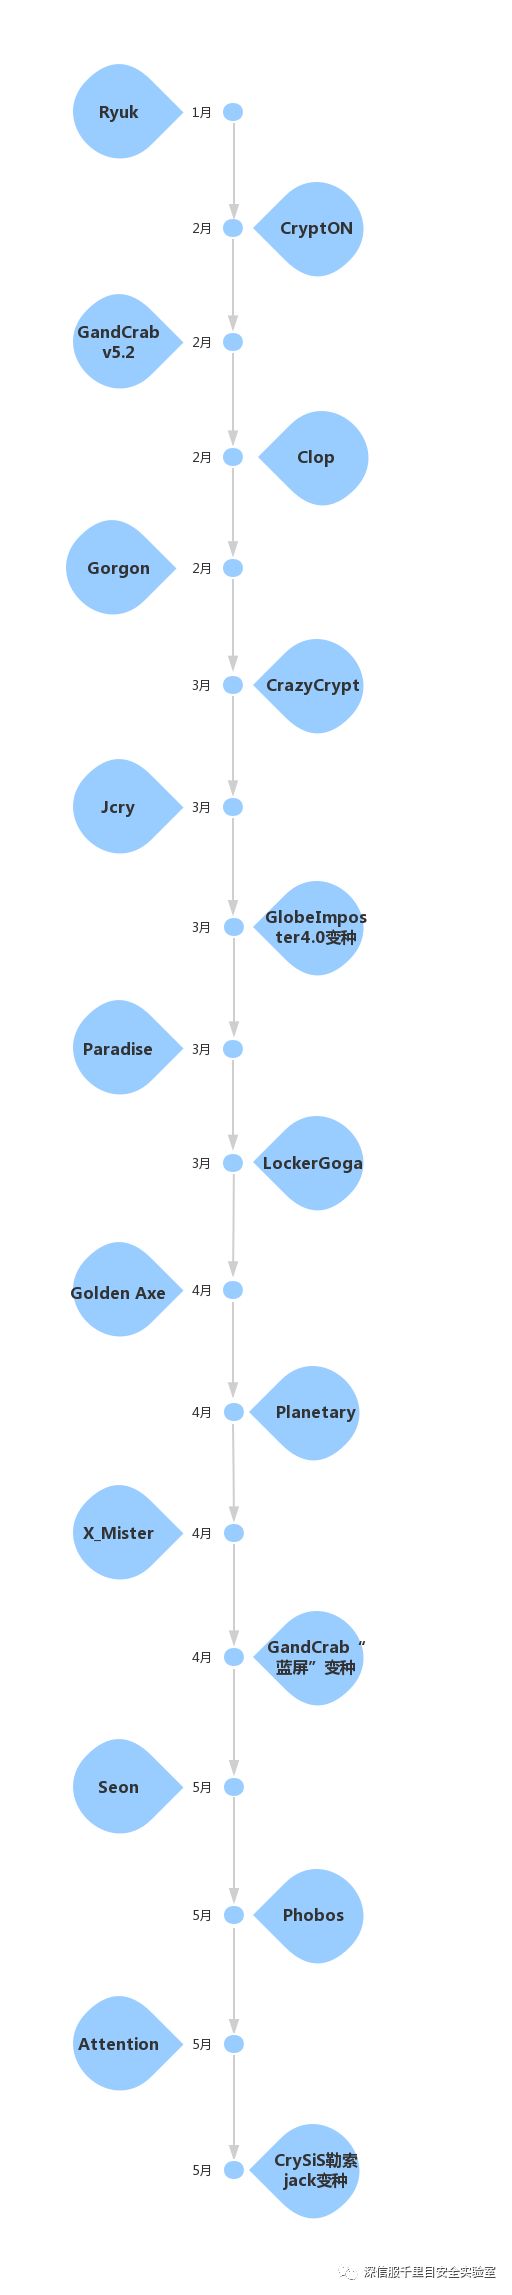 Ryuk
1月
2月
CryptON
GandCrab
v5.2
2月
2月
Clop
Gorgon
2月
3月
CrazyCrypt
Jcry
3月
3月
GlobeImpos
ter4.0变种
Paradise
3月
3月
LockerGoga
Golden Axe
4月
4月
Planetary
X_Mister
4月
4月
GandCrab“
蓝屏”变种
Seon
5月
5月
Phobos
Attention
5月
5月
CrySiS勒索
jack变种
深信服千里目安全实验室